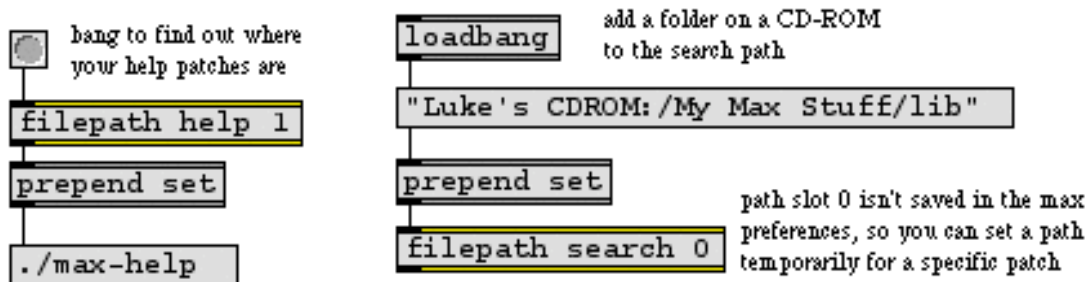 bang to find out where
your help patches are
filepath help 1
prepend set
./max-help
loadbang
add a folder on a CD-ROM
to the search path
"Luke's CDROM:/My Max Stuff/lib"
prepend set
filepath search 0
path slot 0 isn't saved in the max
preferences, so you can set a path
temporarily for a specific patch